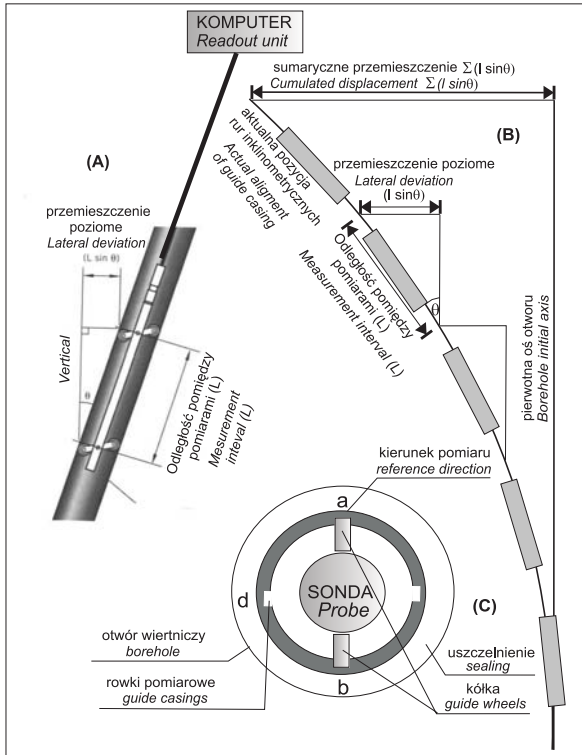 KOMPUTER
Readout unit
sumaryczne przemieszczenie Σ(l sinθ)
Cumulated displacement Σ(l sinθ)
(A)
(B)
aktualna pozycja
rur inklinometrycznych
Actual aligment
of guide casing
przemieszczenie poziome
Lateral deviation
(l sinθ)
przemieszczenie
poziome
Lateral deviation
(L sin θ)
Vertical
θ
Odległość pomiędzy
pomiarami (L)
Mesurement
inteval (L)
Odległość pomiędzy
pomiarami (L)
Measurement interval (L)
θ
pierwotna oś otworu
Borehole initial axis
kierunek pomiaru
reference direction
a
d
SONDA
Probe
b
(C)
otwór wiertniczy
borehole
rowki pomiarowe
guide casings
uszczelnienie
sealing
kółka
guide wheels